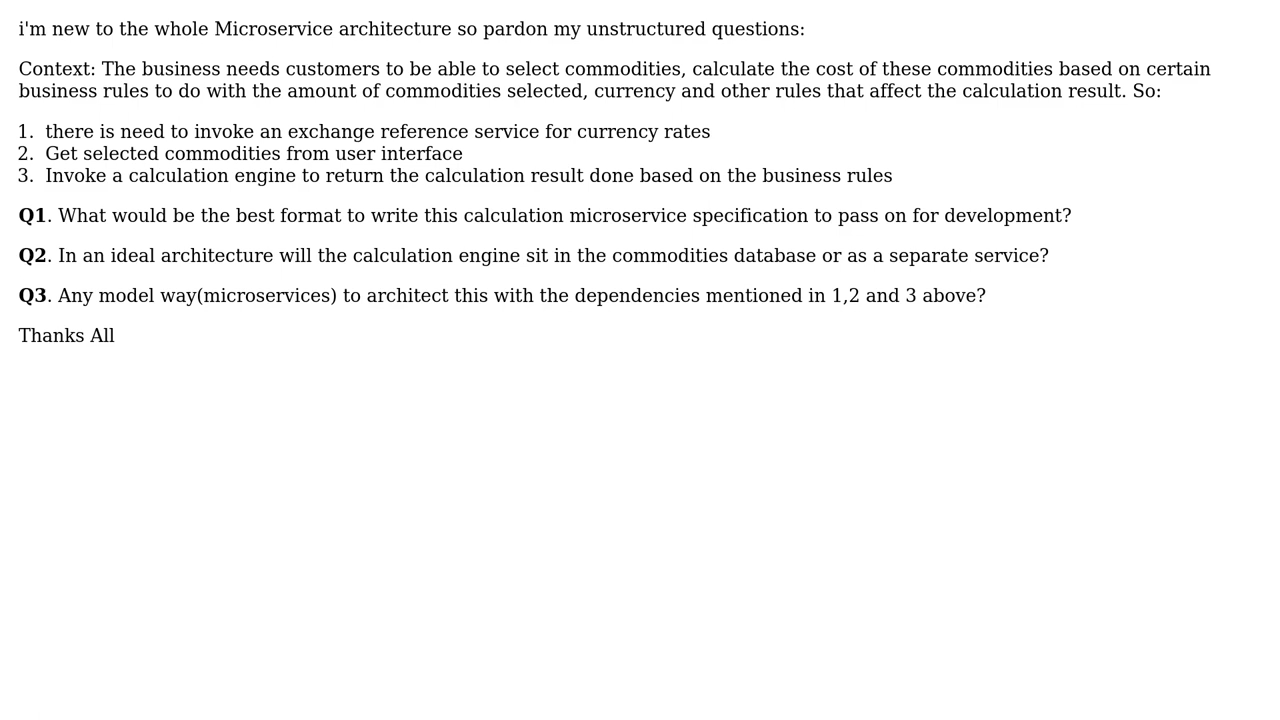 i'm new to the whole Microservice architecture so pardon my unstructured questions:
Context: The business needs customers to be able to select commodities, calculate the cost of these commodities based on certain
business rules to do with the amount of commodities selected, currency and other rules that affect the calculation result. So:
1. there is need to invoke an exchange reference service for currency rates
2. Get selected commodities from user interface
3. Invoke a calculation engine to return the calculation result done based on the business rules
Q1. What would be the best format to write this calculation microservice specification to pass on for development?
Q2. In an ideal architecture will the calculation engine sit in the commodities database or as a separate service?
Q3. Any model way(microservices) to architect this with the dependencies mentioned in 1,2 and 3 above?
Thanks All